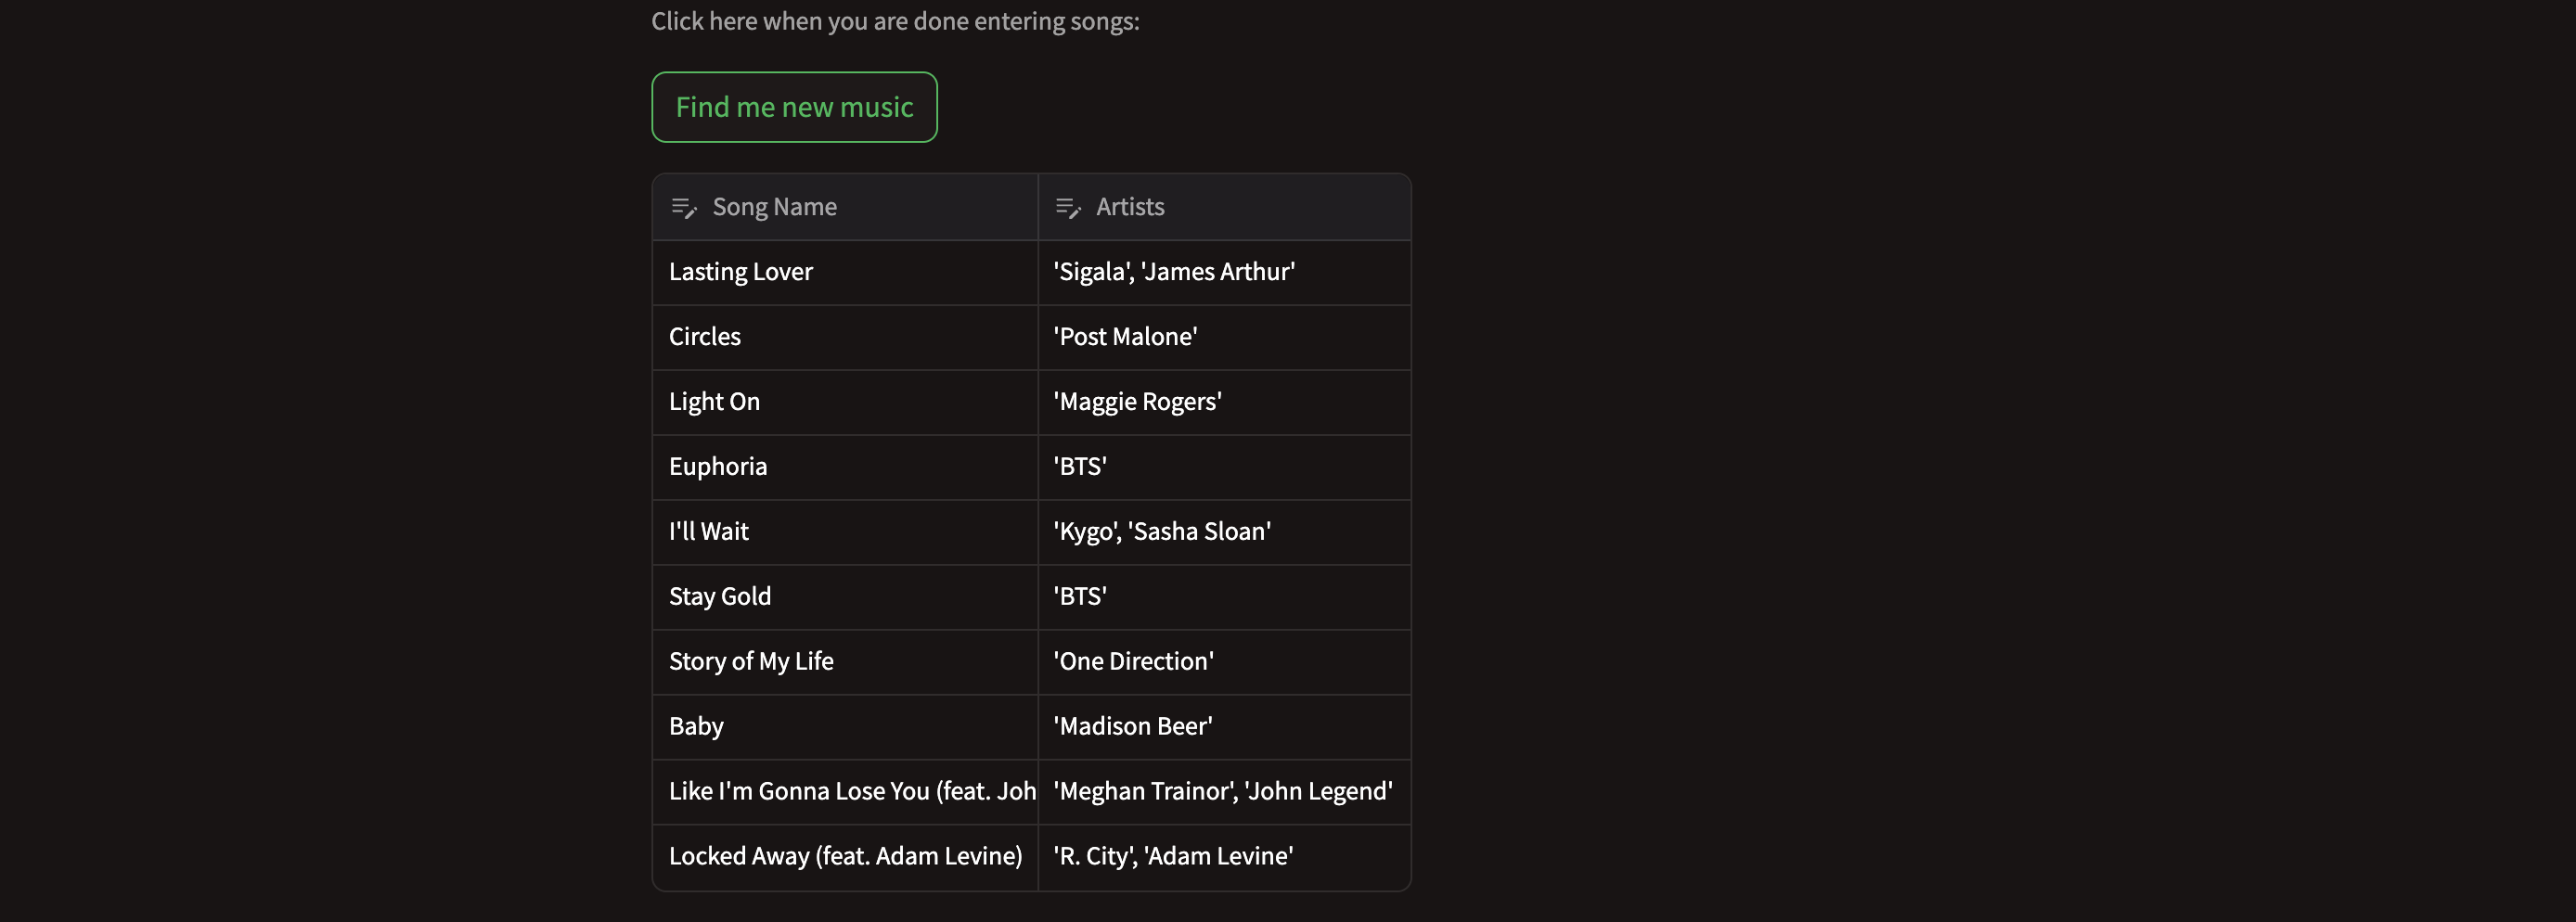 Click here when you are done entering songs:
Find me new music
Song Name Artists
Lasting Lover 'Sigala', 'James Arthur'
Circles 'Post Malone'
Light On 'Maggie Rogers'
Euphoria 'BTS'
I'll Wait 'Kygo', 'Sasha Sloan'
Stay Gold 'BTS'
Story of My Life 'One Direction'
Baby 'Madison Beer'
Like I'm Gonna Lose You (feat. Joh 'Meghan Trainor', 'John Legend'
Locked Away (feat. Adam Levine) 'R. City', 'Adam Levine'